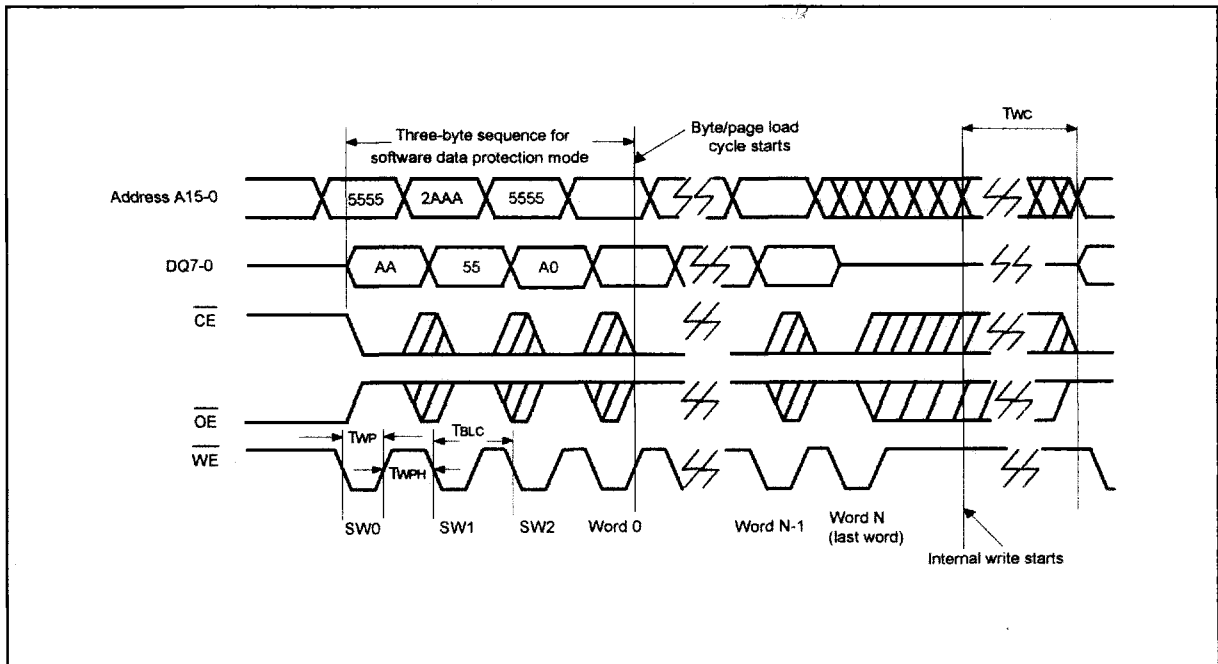 TWC
Three-byte sequence for
software data protection mode
Byte/page load
cycle starts
Address A15-0
5555
2AAA
5555
DQ7-0
AA
55
A0
CE
OE
TWP
TBLC
WE
TWPH
SW0
SW1
SW2
Word 0
Word N-1
Word N
(last word)
Internal write starts